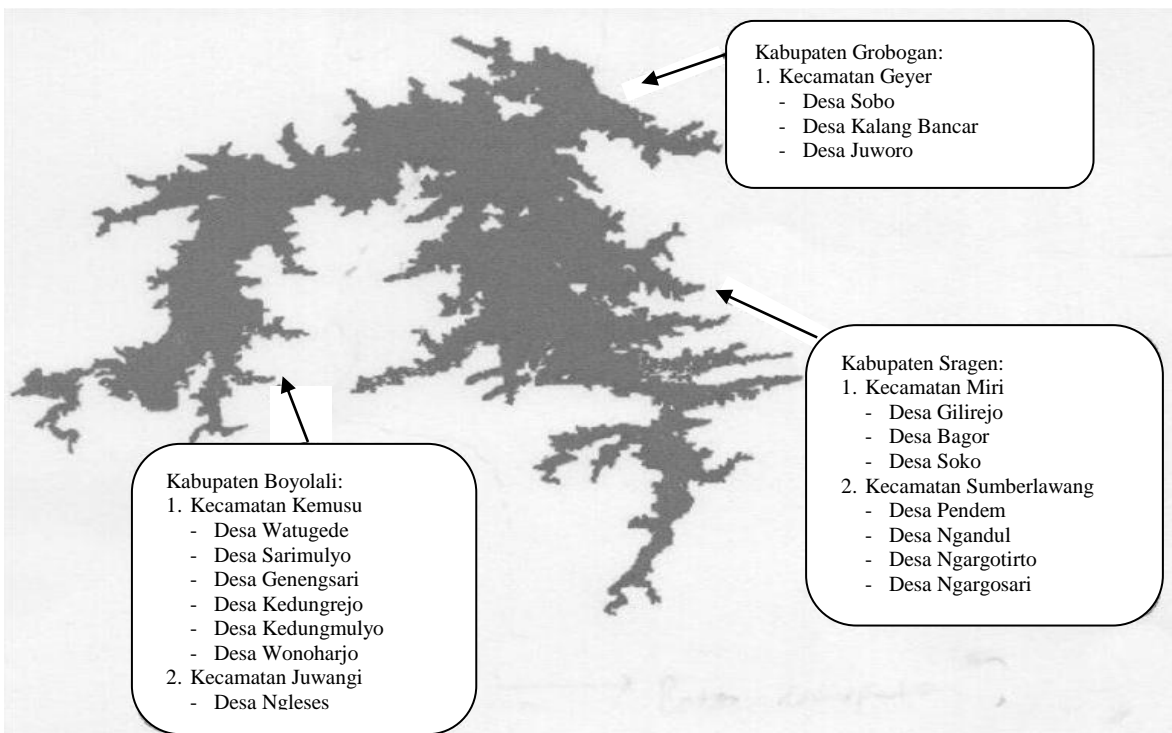 Kabupaten Grobogan:
1. Kecamatan Geyer
- Desa Sobo
- Desa Kalang Bancar
- Desa Juworo
Kabupaten Sragen:
1. Kecamatan Miri
- Desa Gilirejo
- Desa Bagor
- Desa Soko
2. Kecamatan Sumberlawang
- Desa Pendem
- Desa Ngandul
- Desa Ngargotirto
- Desa Ngargosari
Kabupaten Boyolali:
1. Kecamatan Kemusu
- Desa Watugede
- Desa Sarimulyo
- Desa Genengsari
- Desa Kedungrejo
- Desa Kedungmulyo
- Desa Wonoharjo
2. Kecamatan Juwangi
- Desa Ngleses